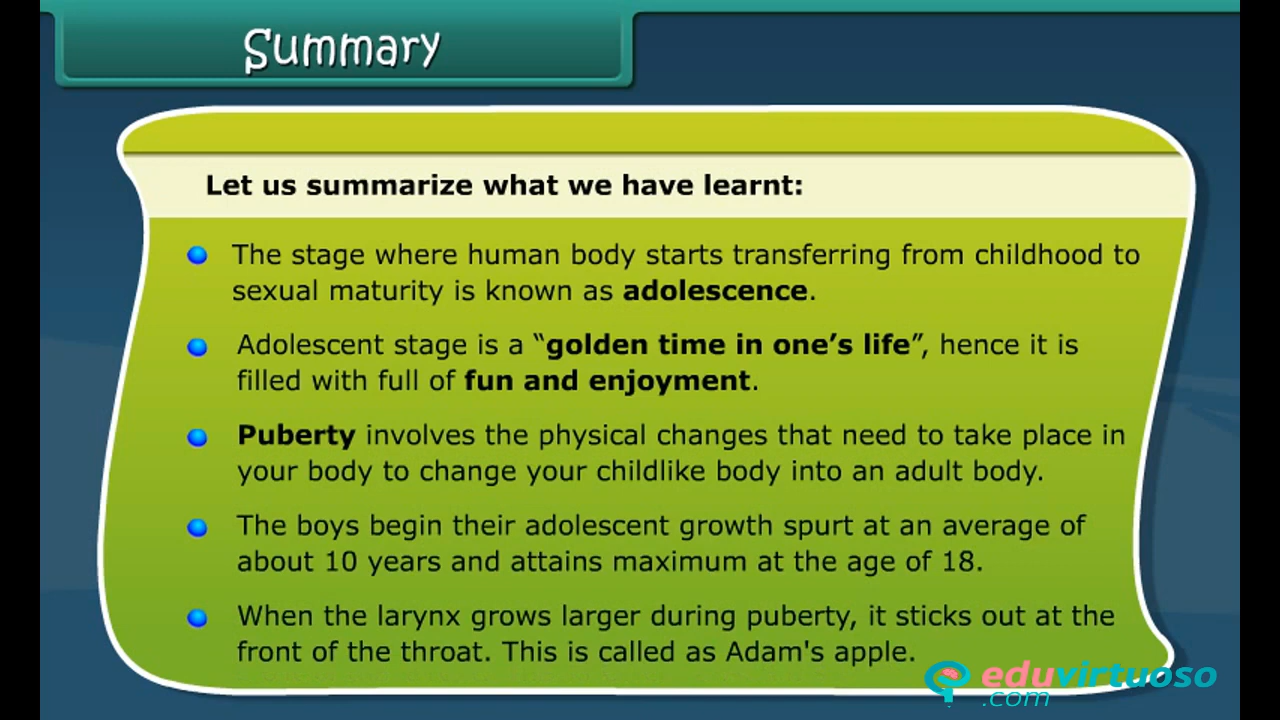 Summary
Let us summarize what we have learnt:
The stage where human body starts transferring from childhood to
sexual maturity is known as adolescence.
Adolescent stage is a “golden time in one’s life”, hence it is
filled with full of fun and enjoyment.
Puberty involves the physical changes that need to take place in
your body to change your childlike body into an adult body.
The boys begin their adolescent growth spurt at an average of
about 10 years and attains maximum at the age of 18.
When the larynx grows larger during puberty, it sticks out at the
front of the throat. This is called as Adam's apple.
eduvirtuoso
.com